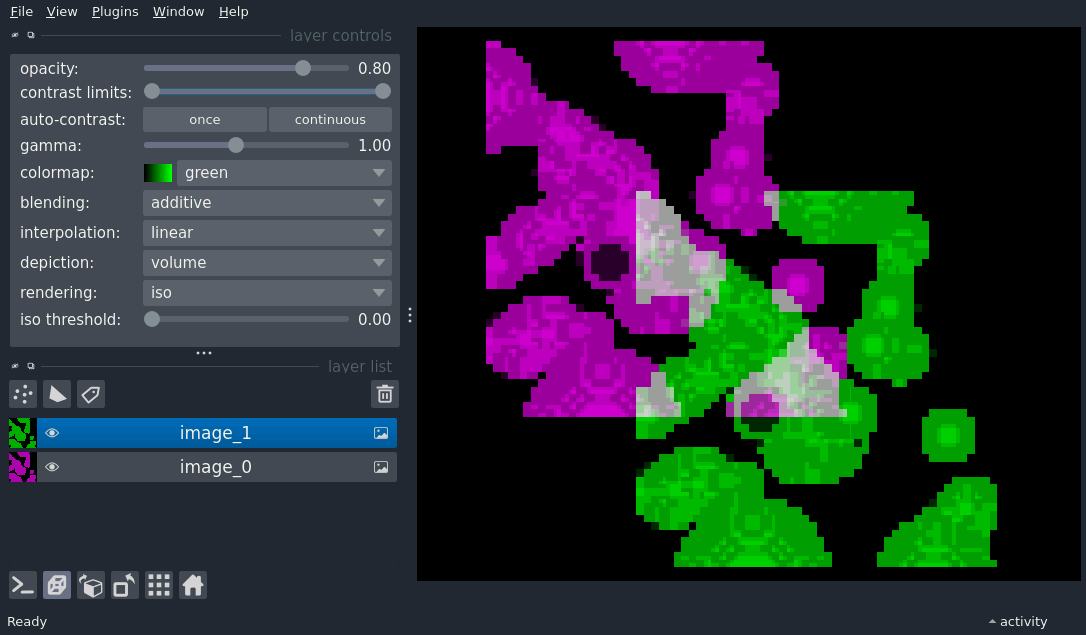 File View Plugins Window Help
layer controls
opacity: 0.80
contrast limits:
auto-contrast: once continuous
gamma: 1.00
colormap: green
blending: additive
interpolation: linear
depiction: volume
rendering: iso
iso threshold: 0.00
layer list
image_1
image_0
Ready activity